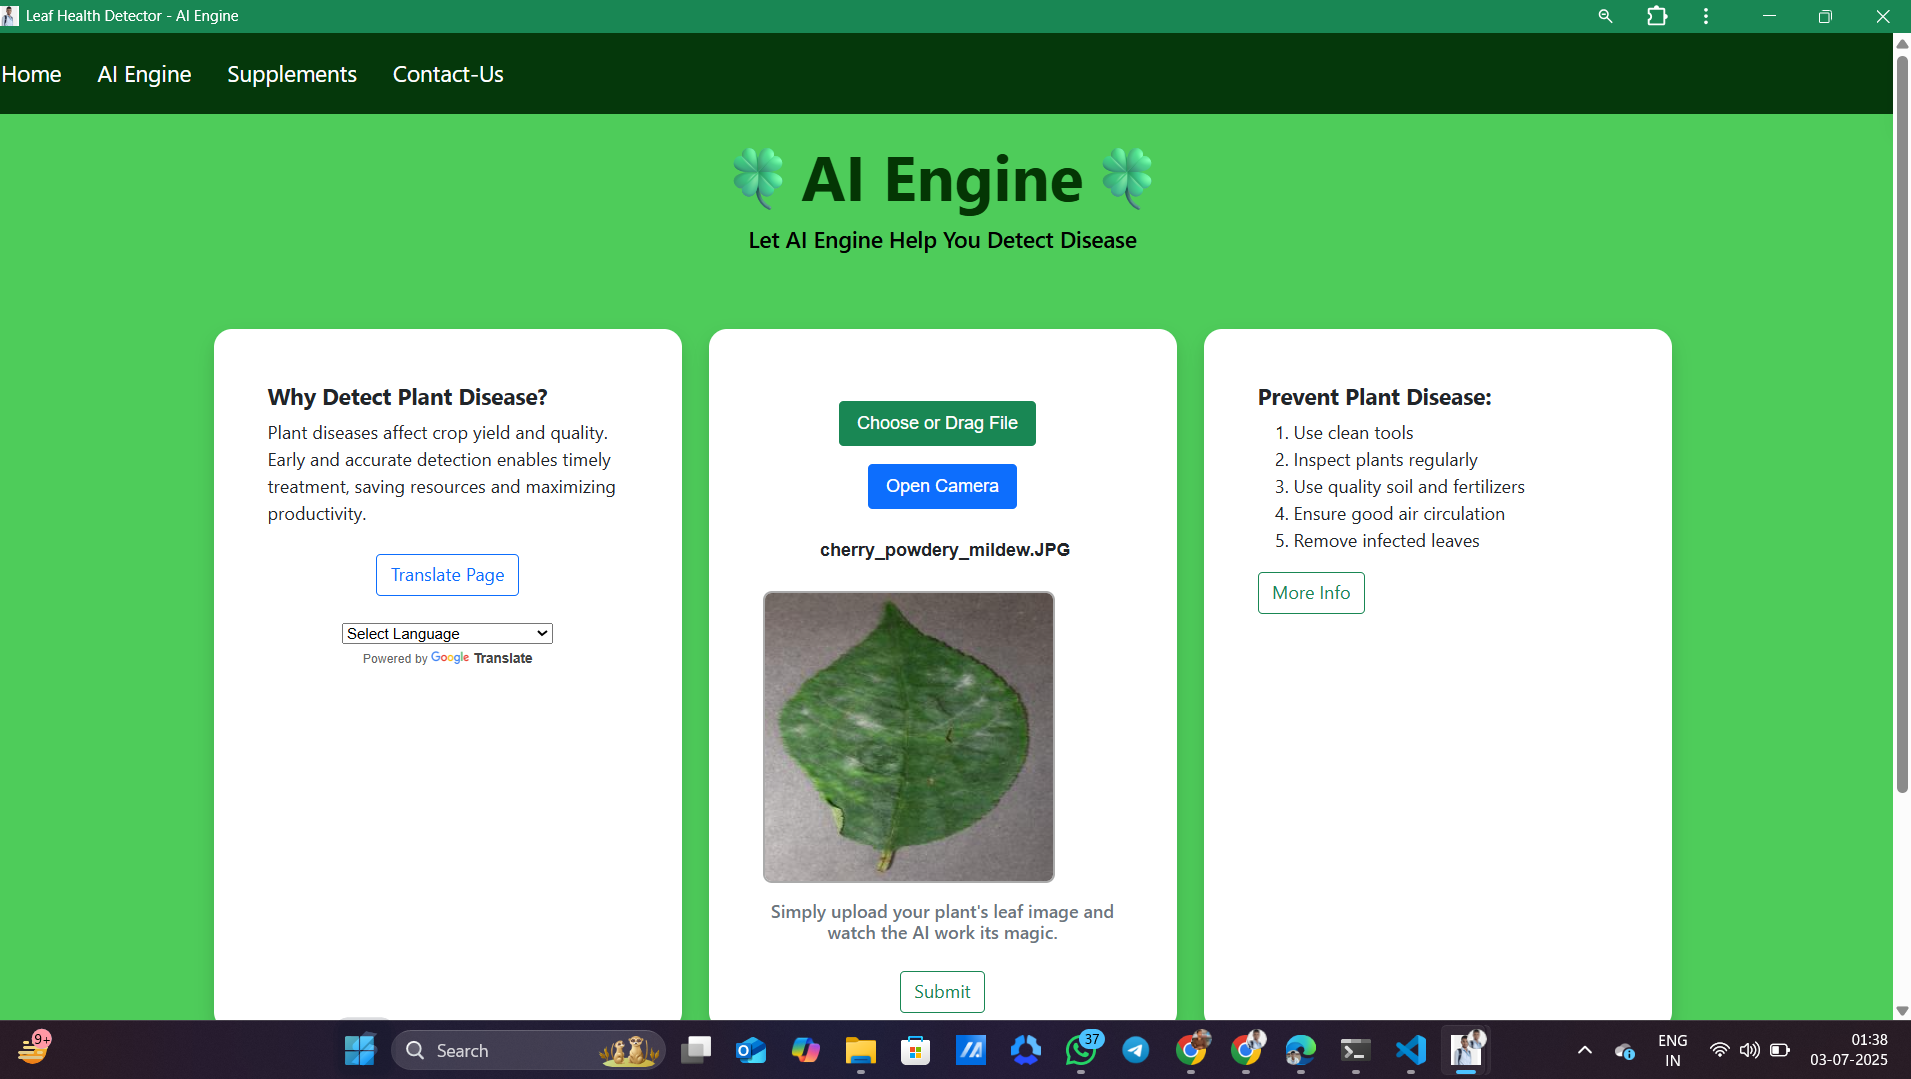 Leaf Health Detector - AI Engine
Home
AI Engine
Supplements
Contact-Us
AI Engine
Let AI Engine Help You Detect Disease
Why Detect Plant Disease?
Plant diseases affect crop yield and quality.
Early and accurate detection enables timely
treatment, saving resources and maximizing
productivity.
Translate Page
Select Language
Powered by Google Translate
Choose or Drag File
Open Camera
cherry_powdery_mildew.JPG
Simply upload your plant's leaf image and
watch the AI work its magic.
Submit
Prevent Plant Disease:
1. Use clean tools
2. Inspect plants regularly
3. Use quality soil and fertilizers
4. Ensure good air circulation
5. Remove infected leaves
More Info
9+
Search
37
ENG
IN
01:38
03-07-2025